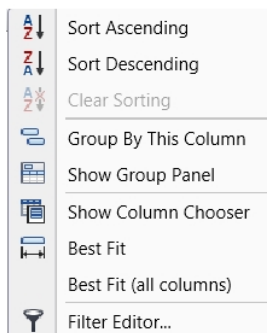 Sort Ascending
Sort Descending
Clear Sorting
Group By This Column
Show Group Panel
Show Column Chooser
Best Fit
Best Fit (all columns)
Filter Editor...